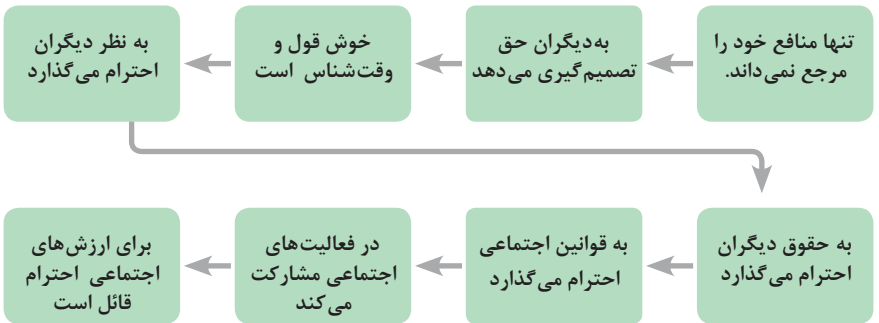 تنها منافع خود را
مرجع نمی‌داند.
به‌دیگران حق
تصمیم‌گیری می‌دهد
خوش قول و
وقت‌شناس است
به نظر دیگران
احترام می‌گذارد
به حقوق دیگران
احترام می‌گذارد
به قوانین اجتماعی
احترام می‌گذارد
در فعالیت‌های
اجتماعی مشارکت
می‌کند
برای ارزش‌های
اجتماعی احترام
قائل است